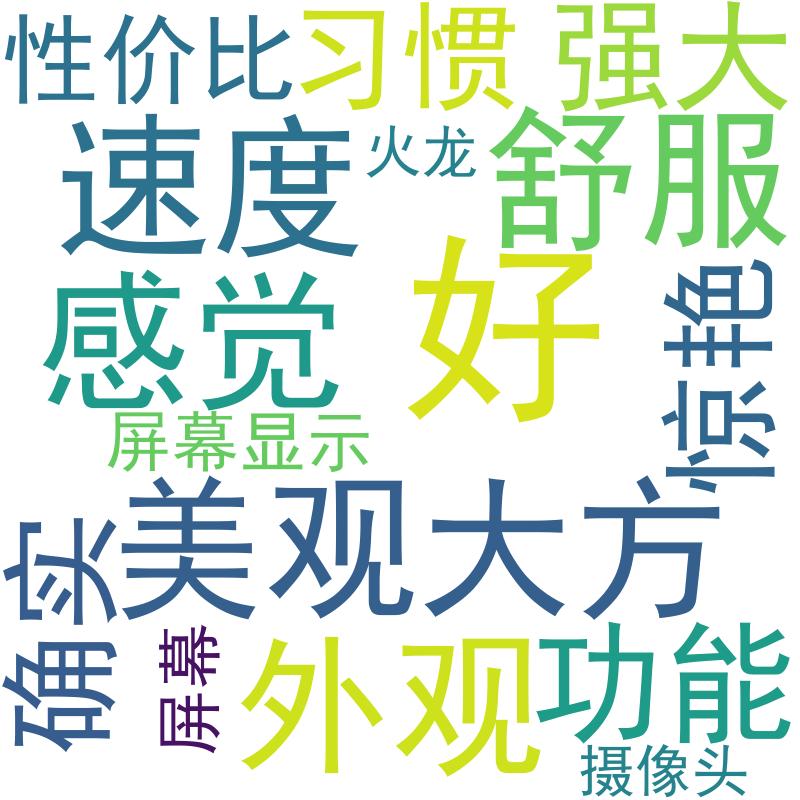 性价比
习惯
强大
速度
火龙
舒服
感觉
好
惊艳
屏幕显示
美观大方
确实
屏幕
外观
功能
摄像头